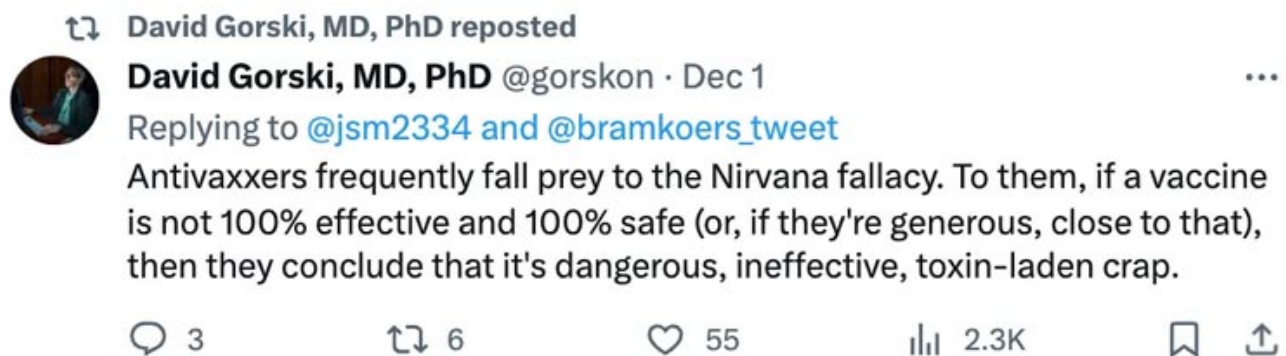 David Gorski, MD, PhD reposted
David Gorski, MD, PhD @gorskon · Dec 1
Replying to @jsm2334 and @bramkoers_tweet
Antivaxxers frequently fall prey to the Nirvana fallacy. To them, if a vaccine
is not 100% effective and 100% safe (or, if they're generous, close to that),
then they conclude that it's dangerous, ineffective, toxin-laden crap.
3 6 55 2.3K